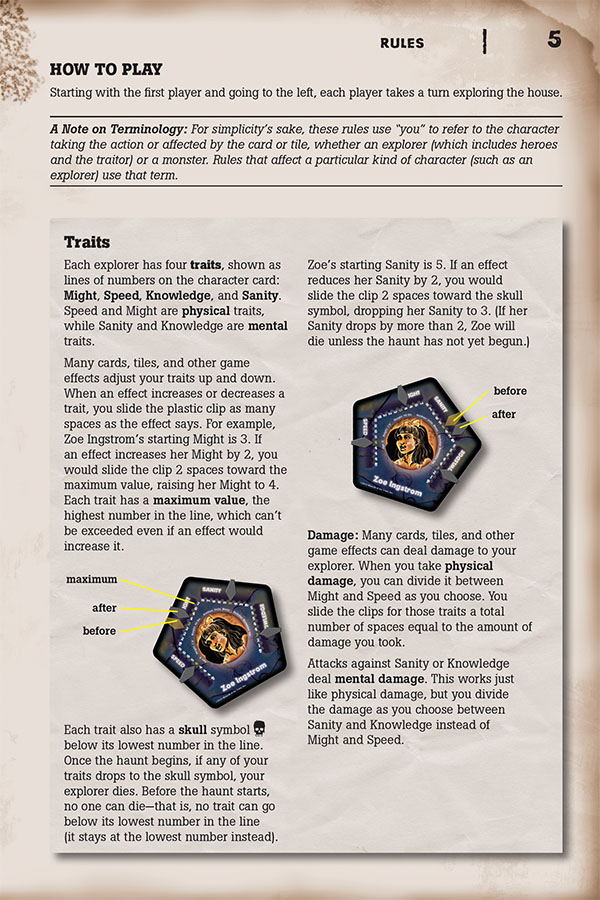 RULES | 5
HOW TO PLAY
Starting with the first player and going to the left, each player takes a turn exploring the house.
A Note on Terminology: For simplicity's sake, these rules use "you" to refer to the character
taking the action or affected by the card or tile, whether an explorer (which includes heroes
and the traitor) or a monster. Rules that affect a particular kind of character (such as an
explorer) use that term.
Traits
Each explorer has four traits, shown as
lines of numbers on the character card:
Might, Speed, Knowledge, and Sanity.
Speed and Might are physical traits,
while Sanity and Knowledge are mental
traits.
Many cards, tiles, and other game
effects adjust your traits up and down.
When an effect increases or decreases a
trait, you slide the plastic clip as many
spaces as the effect says. For example,
Zoe Ingstrom's starting Might is 3. If
an effect increases her Might by 2, you
would slide the clip 2 spaces toward the
maximum value, raising her Might to 4.
Each trait has a maximum value, the
highest number in the line, which can't
be exceeded even if an effect would
increase it.
maximum
after
before
SANITY
SPEED
Zoe Ingstrom
Each trait also has a skull symbol
below its lowest number in the line.
Once the haunt begins, if any of your
traits drops to the skull symbol, your
explorer dies. Before the haunt starts,
no one can die—that is, no trait can go
below its lowest number in the line
(it stays at the lowest number instead).
Zoe's starting Sanity is 5. If an effect
reduces her Sanity by 2, you would
slide the clip 2 spaces toward the skull
symbol, dropping her Sanity to 3. (If her
Sanity drops by more than 2, Zoe will
die unless the haunt has not yet begun.)
before
after
MIGHT
SANITY
SPEED
Zoe Ingstrom
Damage: Many cards, tiles, and other
game effects can deal damage to your
explorer. When you take physical
damage, you can divide it between
Might and Speed as you choose. You
slide the clips for those traits a total
number of spaces equal to the amount of
damage you took.
Attacks against Sanity or Knowledge
deal mental damage. This works just
like physical damage, but you divide
the damage as you choose between
Sanity and Knowledge instead of
Might and Speed.